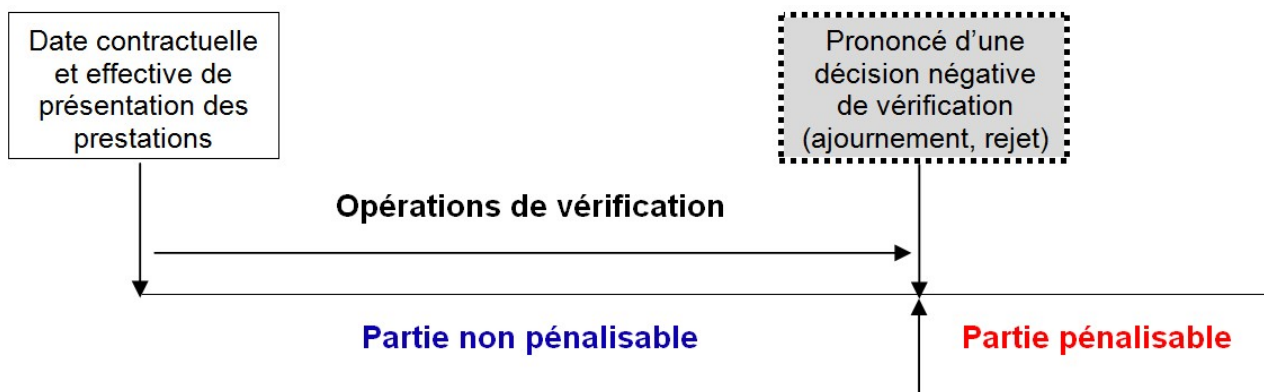 Date contractuelle
et effective de
présentation des
prestations
Prononcé d’une
décision négative
de vérification
(ajournement, rejet)
Opérations de vérification
Partie non pénalisable
Partie pénalisable